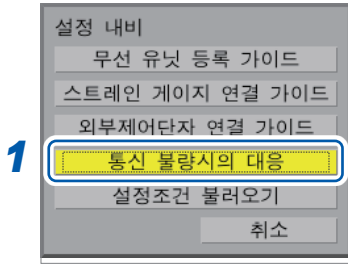 설정 내비
무선 유닛 등록 가이드
스트레인 게이지 연결 가이드
외부제어단자 연결 가이드
1
통신 불량시의 대응
설정조건 불러오기
취소